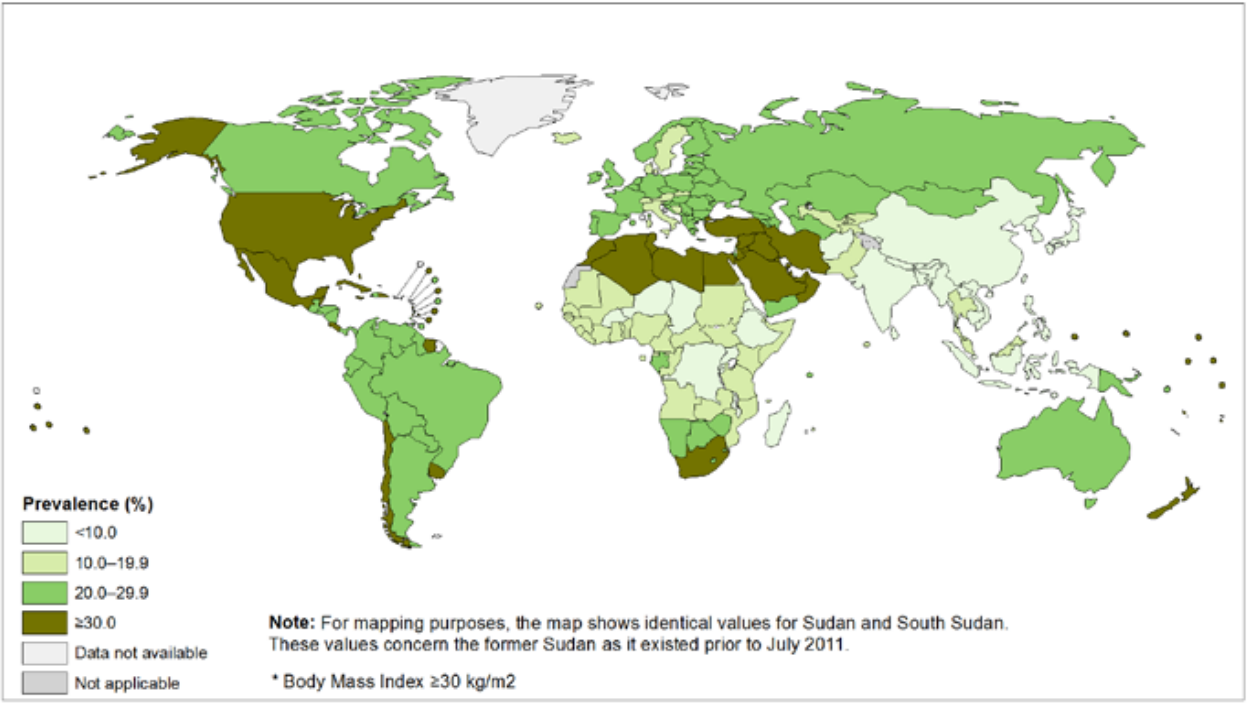 Prevalence (%)
<10.0
10.0–19.9
20.0–29.9
≥30.0
Data not available
Not applicable
Note: For mapping purposes, the map shows identical values for Sudan and South Sudan.
These values concern the former Sudan as it existed prior to July 2011.
* Body Mass Index ≥30 kg/m2